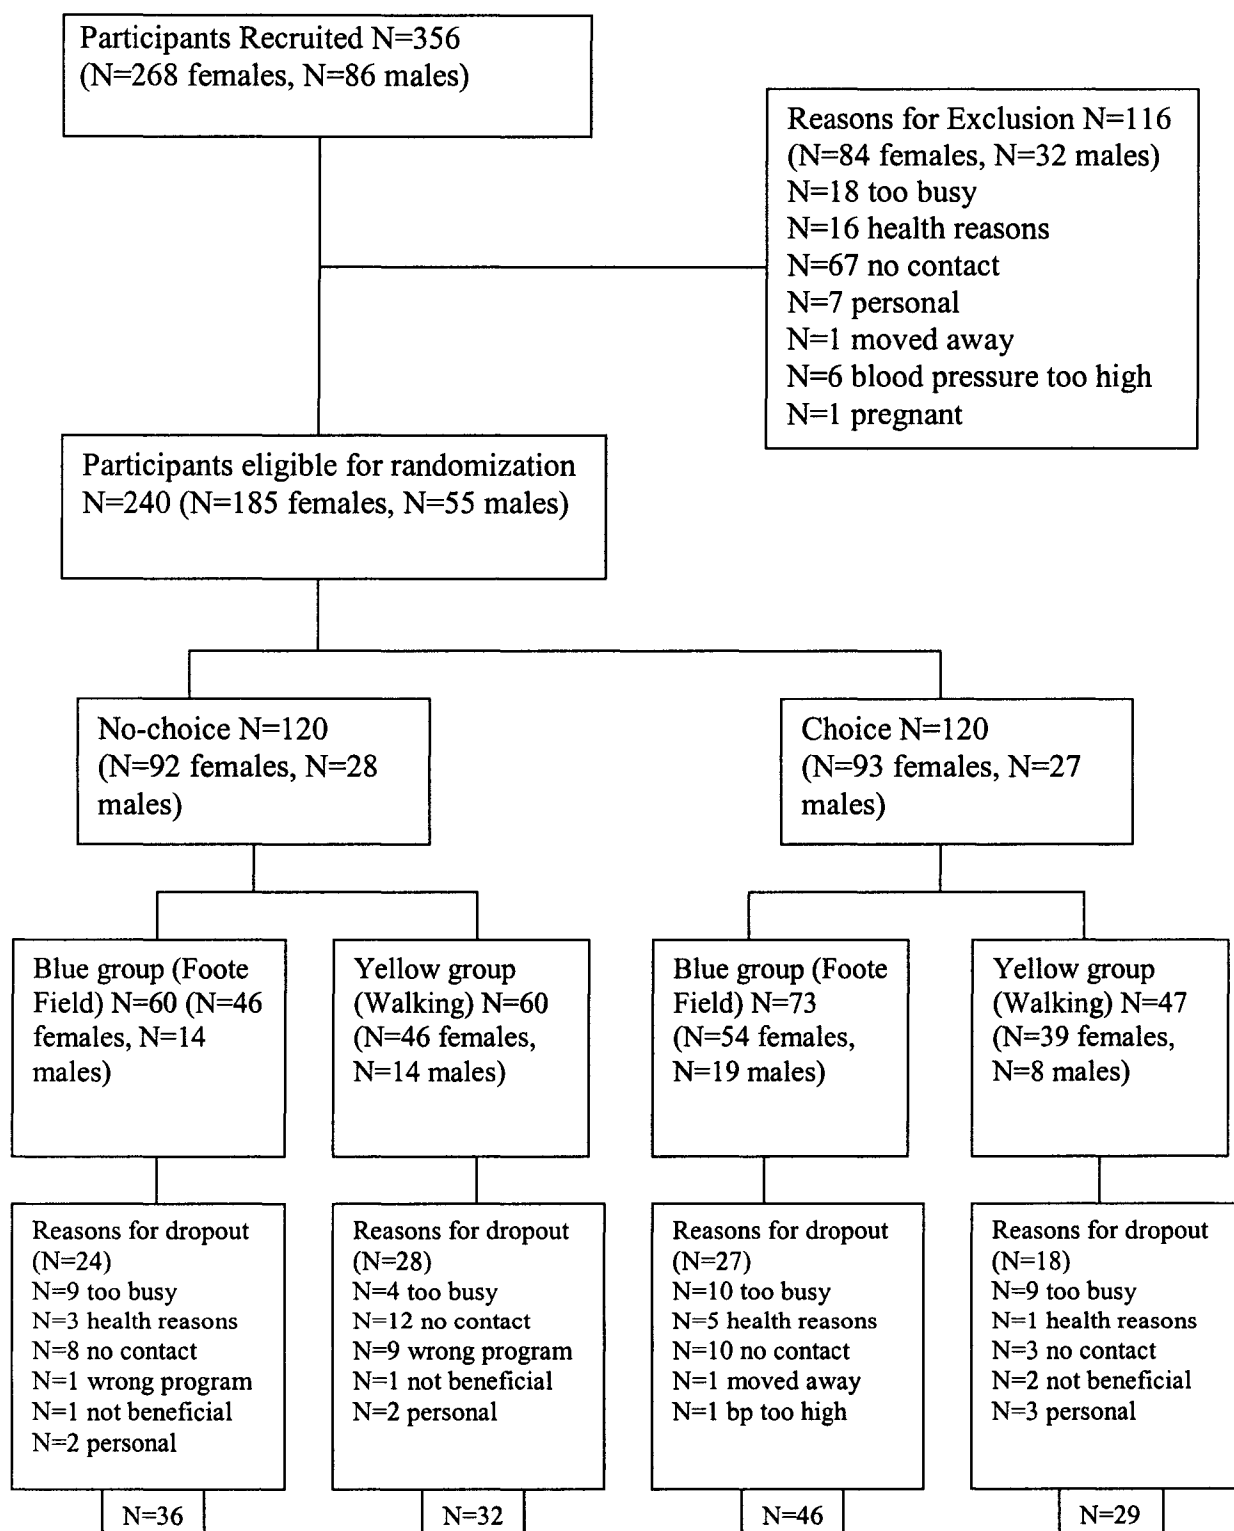 Participants Recruited N=356
(N=268 females, N=86 males)
Reasons for Exclusion N=116
(N=84 females, N=32 males)
N=18 too busy
N=16 health reasons
N=67 no contact
N=7 personal
N=1 moved away
N=6 blood pressure too high
N=1 pregnant
Participants eligible for randomization
N=240 (N=185 females, N=55 males)
No-choice N=120
(N=92 females, N=28
males)
Choice N=120
(N=93 females, N=27
males)
Blue group (Foote
Field) N=60 (N=46
females, N=14
males)
Yellow group
(Walking) N=60
(N=46 females,
N=14 males)
Blue group (Foote
Field) N=73
(N=54 females,
N=19 males)
Yellow group
(Walking) N=47
(N=39 females,
N=8 males)
Reasons for dropout
(N=24)
N=9 too busy
N=3 health reasons
N=8 no contact
N=1 wrong program
N=1 not beneficial
N=2 personal
Reasons for dropout
(N=28)
N=4 too busy
N=12 no contact
N=9 wrong program
N=1 not beneficial
N=2 personal
Reasons for dropout
(N=27)
N=10 too busy
N=5 health reasons
N=10 no contact
N=1 moved away
N=1 bp too high
Reasons for dropout
(N=18)
N=9 too busy
N=1 health reasons
N=3 no contact
N=2 not beneficial
N=3 personal
N=36
N=32
N=46
N=29